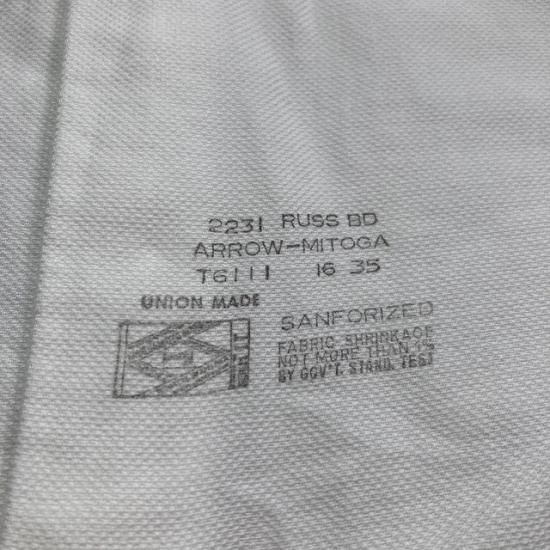 2231 RUSS BD
ARROW-MITOGA
T6111 16 35
UNION MADE
SANFORIZED
FABRIC SHRINKAGE
NOT MORE THAN 1%
BY GOV'T. STAND. TEST